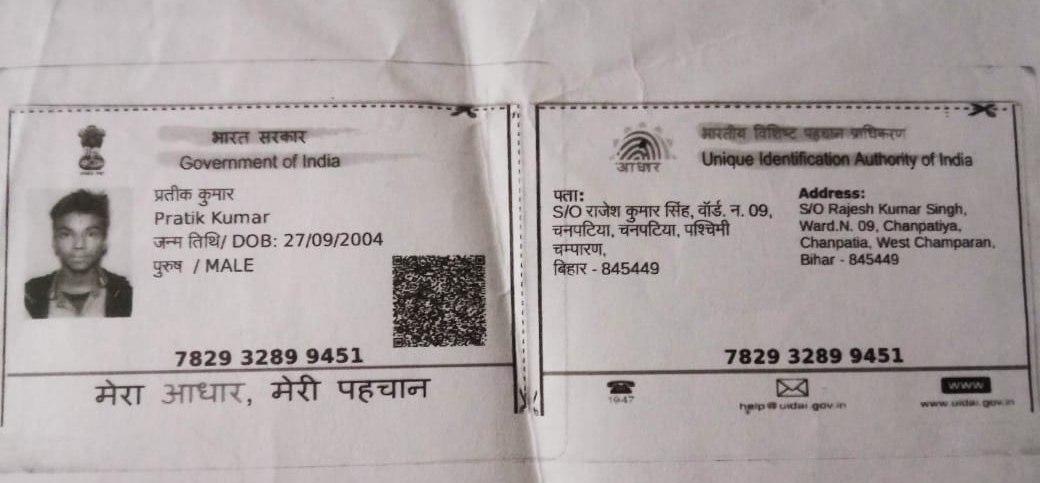 भारत सरकार
Government of India
प्रतीक कुमार
Pratik Kumar
जन्म तिथि/ DOB: 27/09/2004
पुरुष / MALE
7829 3289 9451
मेरा आधार, मेरी पहचान
भारतीय विशिष्ट पहचान प्राधिकरण
Unique Identification Authority of India
आधार
पता:
S/O राजेश कुमार सिंह, वॉर्ड. न. 09,
चनपटिया, चनपटिया, पश्चिमी
चम्पारण,
बिहार - 845449
Address:
S/O Rajesh Kumar Singh,
Ward.N. 09, Chanpatiya,
Chanpatia, West Champaran,
Bihar - 845449
7829 3289 9451
1947
help@uidai.gov.in
www
www.uidai.gov.in